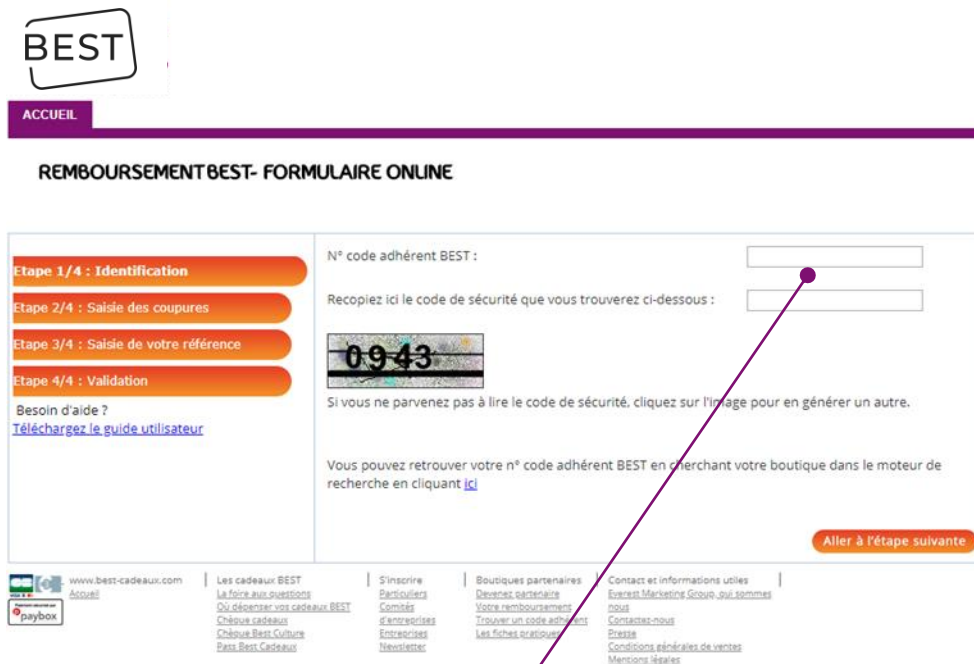 BEST
ACCUEIL
REMBOURSEMENT BEST- FORMULAIRE ONLINE
Etape 1/4 : Identification
Etape 2/4 : Saisie des coupures
Etape 3/4 : Saisie de votre référence
Etape 4/4 : Validation
Besoin d'aide ?
Téléchargez le guide utilisateur
N° code adhérent BEST :
Recopiez ici le code de sécurité que vous trouverez ci-dessous :
0943
Si vous ne parvenez pas à lire le code de sécurité, cliquez sur l'image pour en générer un autre.
Vous pouvez retrouver votre n° code adhérent BEST en cherchant votre boutique dans le moteur de
recherche en cliquant ici
Aller à l'étape suivante
paybox
www.best-cadeaux.com
Accueil
Les cadeaux BEST
La foire aux questions
Où dépenser vos cadeaux BEST
Chèque cadeaux
Chèque Best Culture
Pass Best Cadeaux
S'inscrire
Particuliers
Comités
d'entreprises
Entreprises
Newsletter
Boutiques partenaires
Devenez partenaire
Votre remboursement
Trouver un code adhérent
Les fiches pratiques
Contact et informations utiles
Everest Marketing Group, qui sommes
nous
Contactez-nous
Presse
Conditions générales de ventes
Mentions légales